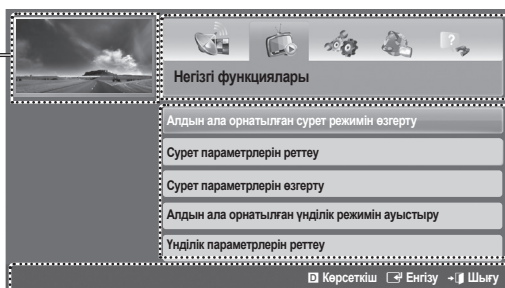 Негізгі функциялары
Алдын ала орнатылған сурет режимін өзгерту
Сурет параметрлерін реттеу
Сурет параметрлерін өзгерту
Алдын ала орнатылған үнділік режимін ауыстыру
Үнділік параметрлерін реттеу
D Көрсеткіш Енгізу Шығу